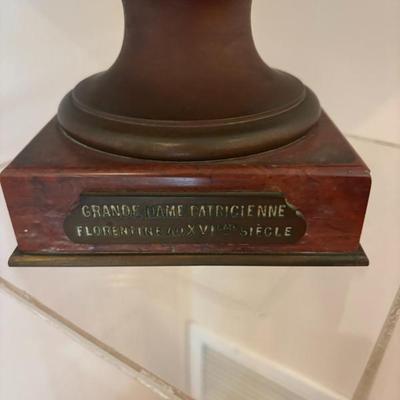 GRANDE DAME PATRICIENNE
FLORENTINE AU XVIÈME SIÈCLE